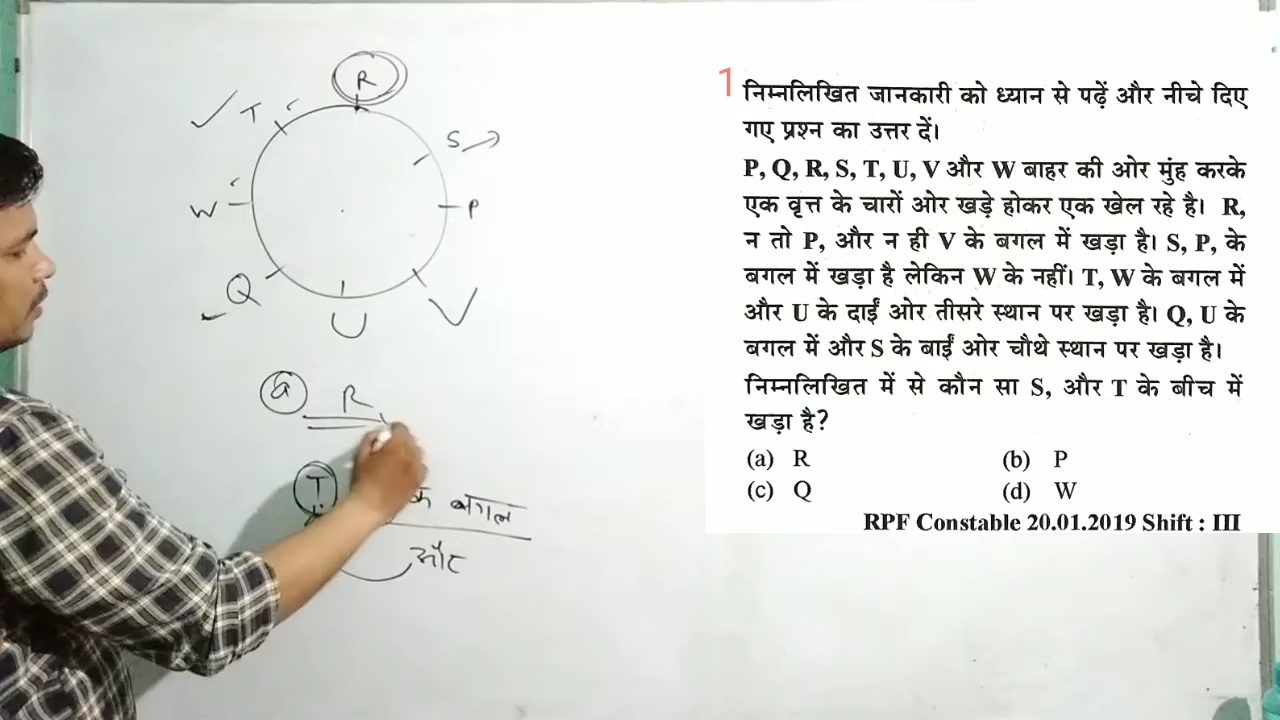 R
T
S
W
P
Q
V
U
a R
T क बगल
और
1
निम्नलिखित जानकारी को ध्यान से पढ़ें और नीचे दिए
गए प्रश्न का उत्तर दें।
P, Q, R, S, T, U, V और W बाहर की ओर मुंह करके
एक वृत्त के चारों ओर खड़े होकर एक खेल रहे है। R,
न तो P, और न ही V के बगल में खड़ा है। S, P, के
बगल में खड़ा है लेकिन W के नहीं। T, W के बगल में
और U के दाईं ओर तीसरे स्थान पर खड़ा है। Q, U के
बगल में और S के बाईं ओर चौथे स्थान पर खड़ा है।
निम्नलिखित में से कौन सा S, और T के बीच में
खड़ा है?
(a) R (b) P
(c) Q (d) W
RPF Constable 20.01.2019 Shift : III